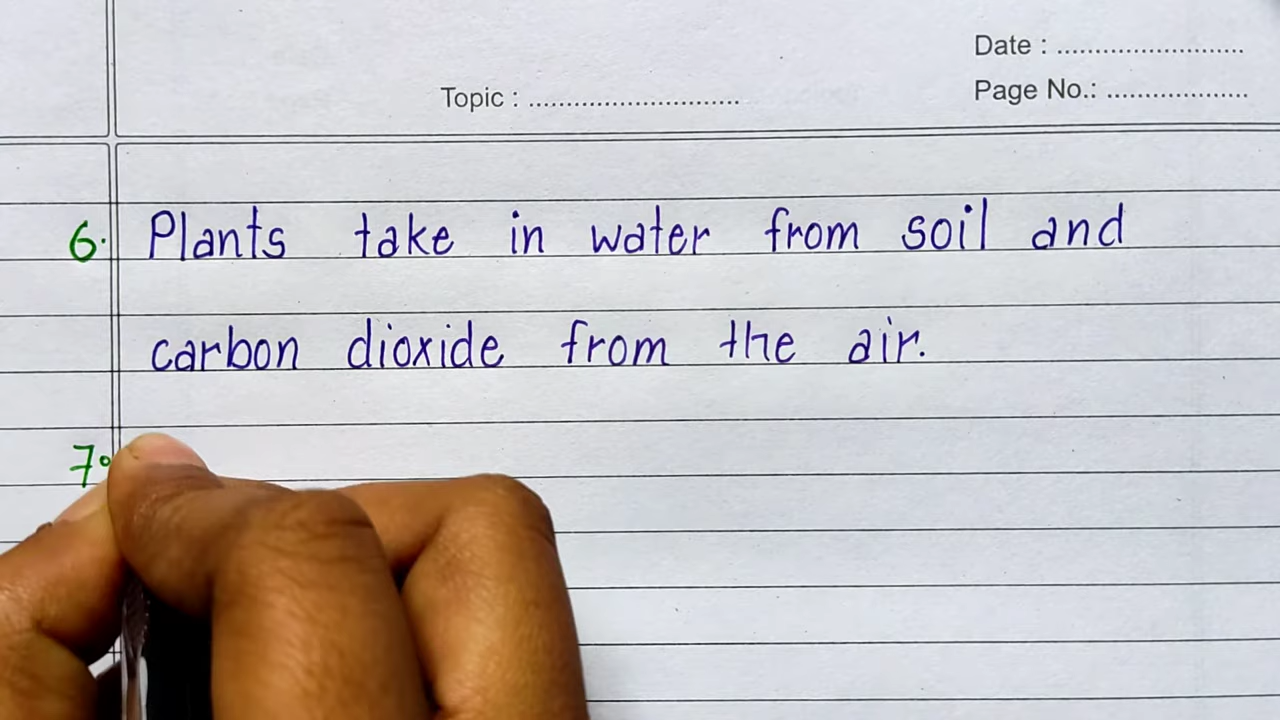 Date : ..........................
Topic : ............................
Page No.: ...................
6. Plants take in water from soil and
carbon dioxide from the air.
7.